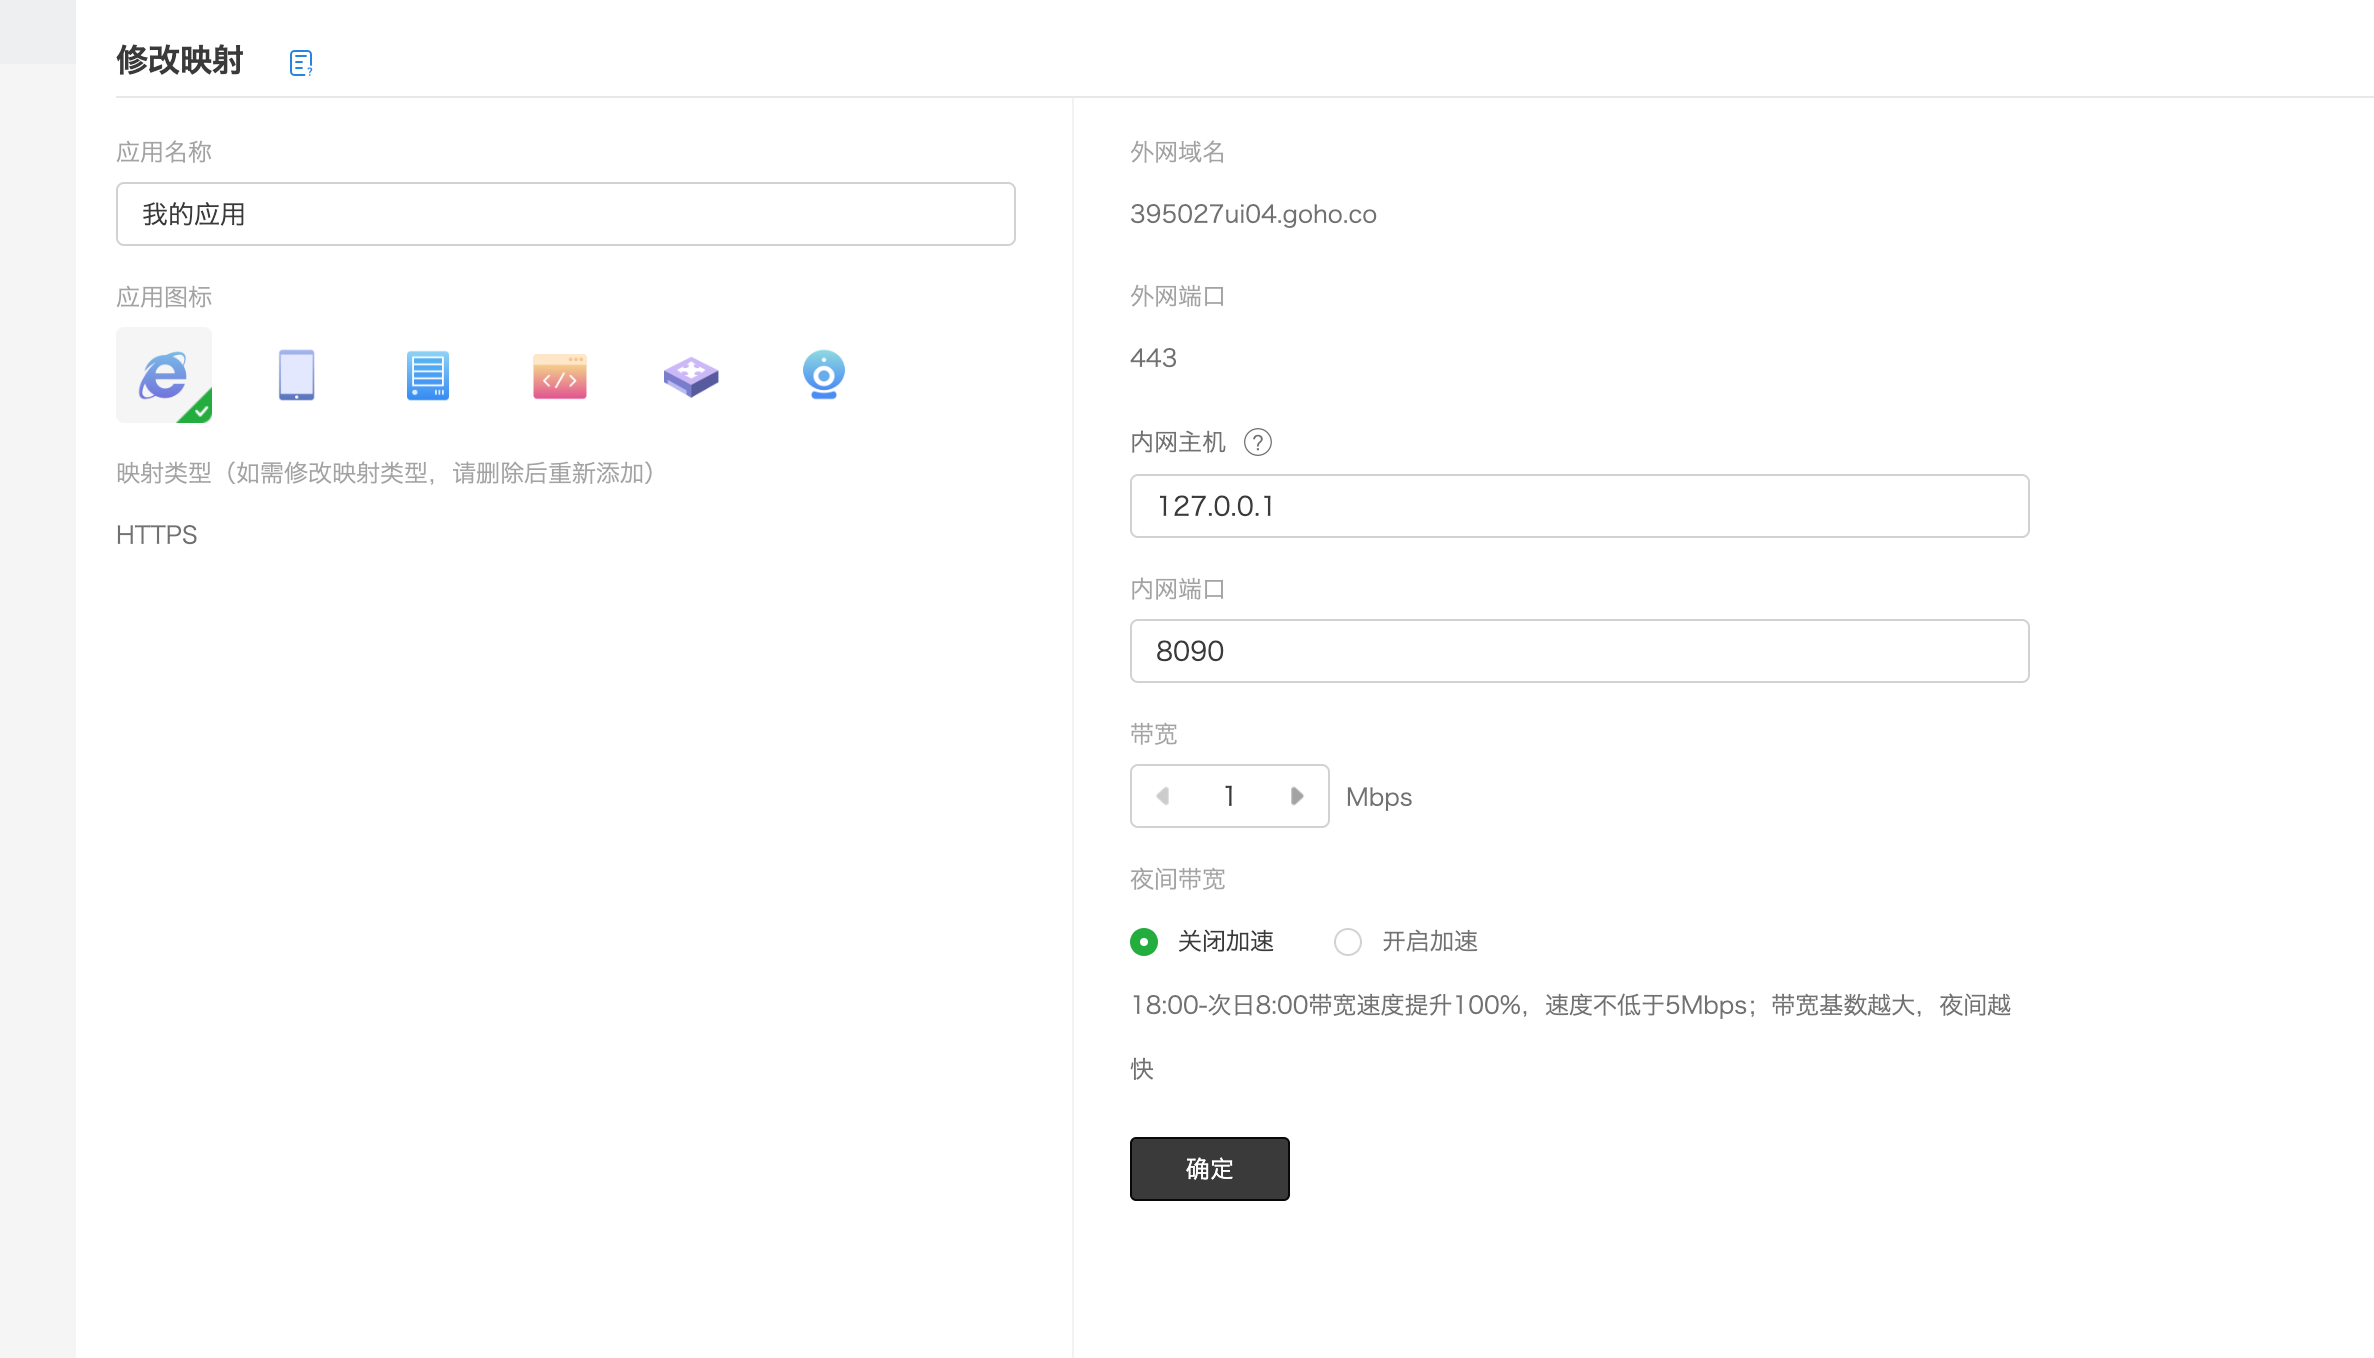 修改映射
应用名称
我的应用
应用图标
映射类型（如需修改映射类型，请删除后重新添加）
HTTPS
外网域名
395027ui04.goho.co
外网端口
443
内网主机 ?
127.0.0.1
内网端口
8090
带宽
1 Mbps
夜间带宽
关闭加速 开启加速
18:00-次日8:00带宽速度提升100%，速度不低于5Mbps；带宽基数越大，夜间越
快
确定